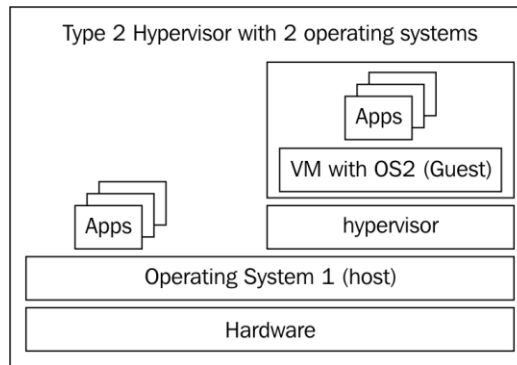 Type 2 Hypervisor with 2 operating systems
Apps
VM with OS2 (Guest)
Apps
hypervisor
Operating System 1 (host)
Hardware